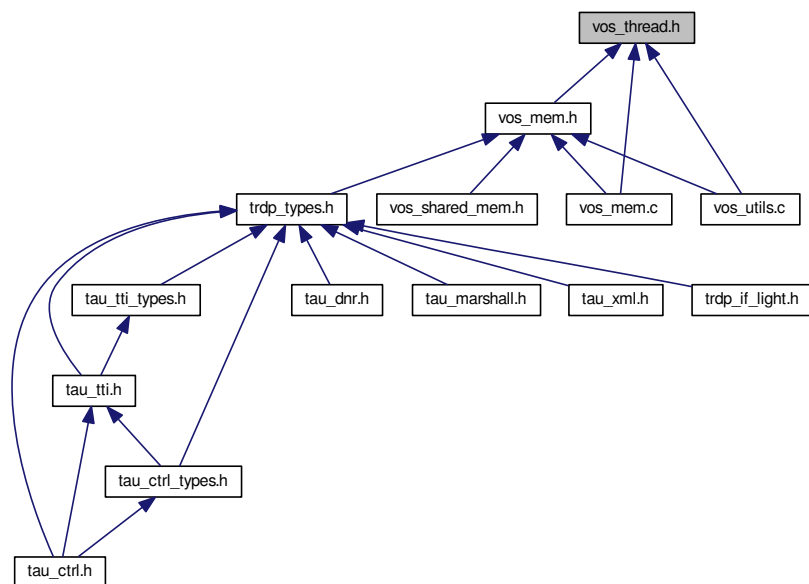 vos_thread.h
vos_mem.h
trdp_types.h
vos_shared_mem.h
vos_mem.c
vos_utils.c
tau_tti_types.h
tau_dnr.h
tau_marshall.h
tau_xml.h
trdp_if_light.h
tau_tti.h
tau_ctrl_types.h
tau_ctrl.h